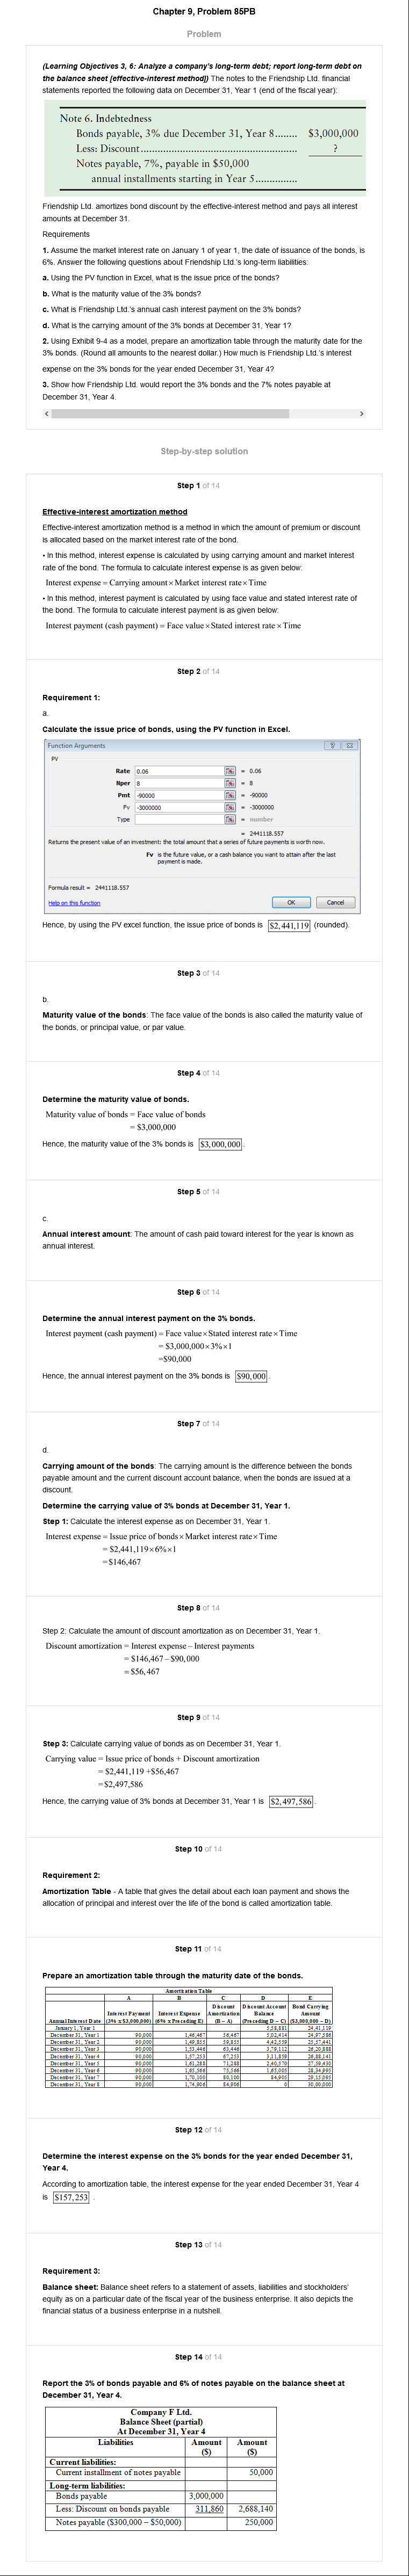 Chapter 9, Problem 85PB
Problem
(Learning Objectives 3, 6: Analyze a company's long-term debt; report long-term debt on
the balance sheet [effective-interest method]) The notes to the Friendship Ltd. financial
statements reported the following data on December 31, Year 1 (end of the fiscal year):
Note 6. Indebtedness
Bonds payable, 3% due December 31, Year 8........ $3,000,000
Less: Discount...................................................... ?
Notes payable, 7%, payable in $50,000
annual installments starting in Year 5...............
Friendship Ltd. amortizes bond discount by the effective-interest method and pays all interest
amounts at December 31.
Requirements
1. Assume the market interest rate on January 1 of year 1, the date of issuance of the bonds, is
6%. Answer the following questions about Friendship Ltd.'s long-term liabilities:
a. Using the PV function in Excel, what is the issue price of the bonds?
b. What is the maturity value of the 3% bonds?
c. What is Friendship Ltd.'s annual cash interest payment on the 3% bonds?
d. What is the carrying amount of the 3% bonds at December 31, Year 1?
2. Using Exhibit 9-4 as a model, prepare an amortization table through the maturity date for the
3% bonds. (Round all amounts to the nearest dollar.) How much is Friendship Ltd.'s interest
expense on the 3% bonds for the year ended December 31, Year 4?
3. Show how Friendship Ltd. would report the 3% bonds and the 7% notes payable at
December 31, Year 4.
Step-by-step solution
Step 1 of 14
Effective-interest amortization method
Effective-interest amortization method is a method in which the amount of premium or discount
is allocated based on the market interest rate of the bond.
• In this method, interest expense is calculated by using carrying amount and market interest
rate of the bond. The formula to calculate interest expense is as given below:
Interest expense = Carrying amount × Market interest rate × Time
• In this method, interest payment is calculated by using face value and stated interest rate of
the bond. The formula to calculate interest payment is as given below:
Interest payment (cash payment) = Face value × Stated interest rate × Time
Step 2 of 14
Requirement 1:
a.
Calculate the issue price of bonds, using the PV function in Excel.
Function Arguments
PV
Rate 0.06 = 0.06
Nper 8 = 8
Pmt -90000 = -90000
Fv -3000000 = -3000000
Type = number
= 2441118.557
Returns the present value of an investment: the total amount that a series of future payments is worth now.
Fv is the future value, or a cash balance you want to attain after the last
payment is made.
Formula result = 2441118.557
Help on this function OK Cancel
Hence, by using the PV excel function, the issue price of bonds is $2,441,119 (rounded).
Step 3 of 14
b.
Maturity value of the bonds: The face value of the bonds is also called the maturity value of
the bonds, or principal value, or par value.
Step 4 of 14
Determine the maturity value of bonds.
Maturity value of bonds = Face value of bonds
= $3,000,000
Hence, the maturity value of the 3% bonds is $3,000,000.
Step 5 of 14
c.
Annual interest amount: The amount of cash paid toward interest for the year is known as
annual interest.
Step 6 of 14
Determine the annual interest payment on the 3% bonds.
Interest payment (cash payment) = Face value × Stated interest rate × Time
= $3,000,000 × 3% × 1
= $90,000
Hence, the annual interest payment on the 3% bonds is $90,000.
Step 7 of 14
d.
Carrying amount of the bonds: The carrying amount is the difference between the bonds
payable amount and the current discount account balance, when the bonds are issued at a
discount.
Determine the carrying value of 3% bonds at December 31, Year 1.
Step 1: Calculate the interest expense as on December 31, Year 1.
Interest expense = Issue price of bonds × Market interest rate × Time
= $2,441,119 × 6% × 1
= $146,467
Step 8 of 14
Step 2: Calculate the amount of discount amortization as on December 31, Year 1.
Discount amortization = Interest expense – Interest payments
= $146,467 – $90,000
= $56,467
Step 9 of 14
Step 3: Calculate carrying value of bonds as on December 31, Year 1.
Carrying value = Issue price of bonds + Discount amortization
= $2,441,119 + $56,467
= $2,497,586
Hence, the carrying value of 3% bonds at December 31, Year 1 is $2,497,586.
Step 10 of 14
Requirement 2:
Amortization Table - A table that gives the detail about each loan payment and shows the
allocation of principal and interest over the life of the bond is called amortization table.
Step 11 of 14
Prepare an amortization table through the maturity date of the bonds.
Amortization Table
A B C D E
Annual Interest Date Interest Payment (3% x $3,000,000) Interest Expense (6% x Preceding E) Discount Amortization (B – A) Discount Account Balance (Preceding D – C) Bond Carrying Amount ($3,000,000 – D)
January 1, Year 1 5,58,881 24,41,119
December 31, Year 1 90,000 1,46,467 56,467 5,02,414 24,97,586
December 31, Year 2 90,000 1,49,855 59,855 4,42,559 25,57,441
December 31, Year 3 90,000 1,53,446 63,446 3,79,112 26,20,888
December 31, Year 4 90,000 1,57,253 67,253 3,11,859 26,88,141
December 31, Year 5 90,000 1,61,288 71,288 2,40,570 27,59,430
December 31, Year 6 90,000 1,65,566 75,566 1,65,005 28,34,995
December 31, Year 7 90,000 1,70,100 80,100 84,905 29,15,095
December 31, Year 8 90,000 1,74,906 84,906 0 30,00,000
Step 12 of 14
Determine the interest expense on the 3% bonds for the year ended December 31,
Year 4.
According to amortization table, the interest expense for the year ended December 31, Year 4
is $157,253 .
Step 13 of 14
Requirement 3:
Balance sheet: Balance sheet refers to a statement of assets, liabilities and stockholders'
equity as on a particular date of the fiscal year of the business enterprise. It also depicts the
financial status of a business enterprise in a nutshell.
Step 14 of 14
Report the 3% of bonds payable and 6% of notes payable on the balance sheet at
December 31, Year 4.
Company F Ltd.
Balance Sheet (partial)
At December 31, Year 4
Liabilities Amount ($) Amount ($)
Current liabilities:
Current installment of notes payable 50,000
Long-term liabilities:
Bonds payable 3,000,000
Less: Discount on bonds payable 311,860 2,688,140
Notes payable ($300,000 – $50,000) 250,000